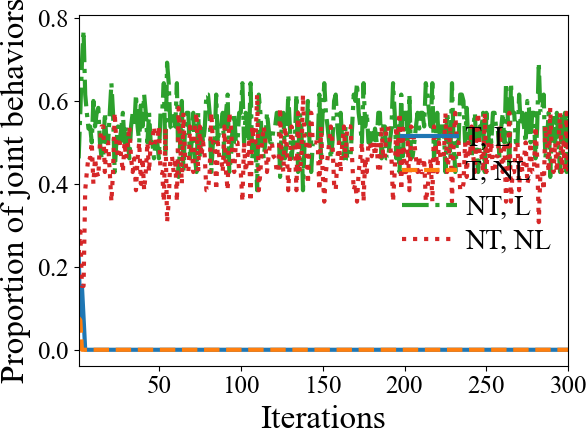 Proportion of joint behaviors
0.8
0.6
0.4
0.2
0.0
T, L
T, NL
NT, L
NT, NL
50 100 150 200 250 300
Iterations